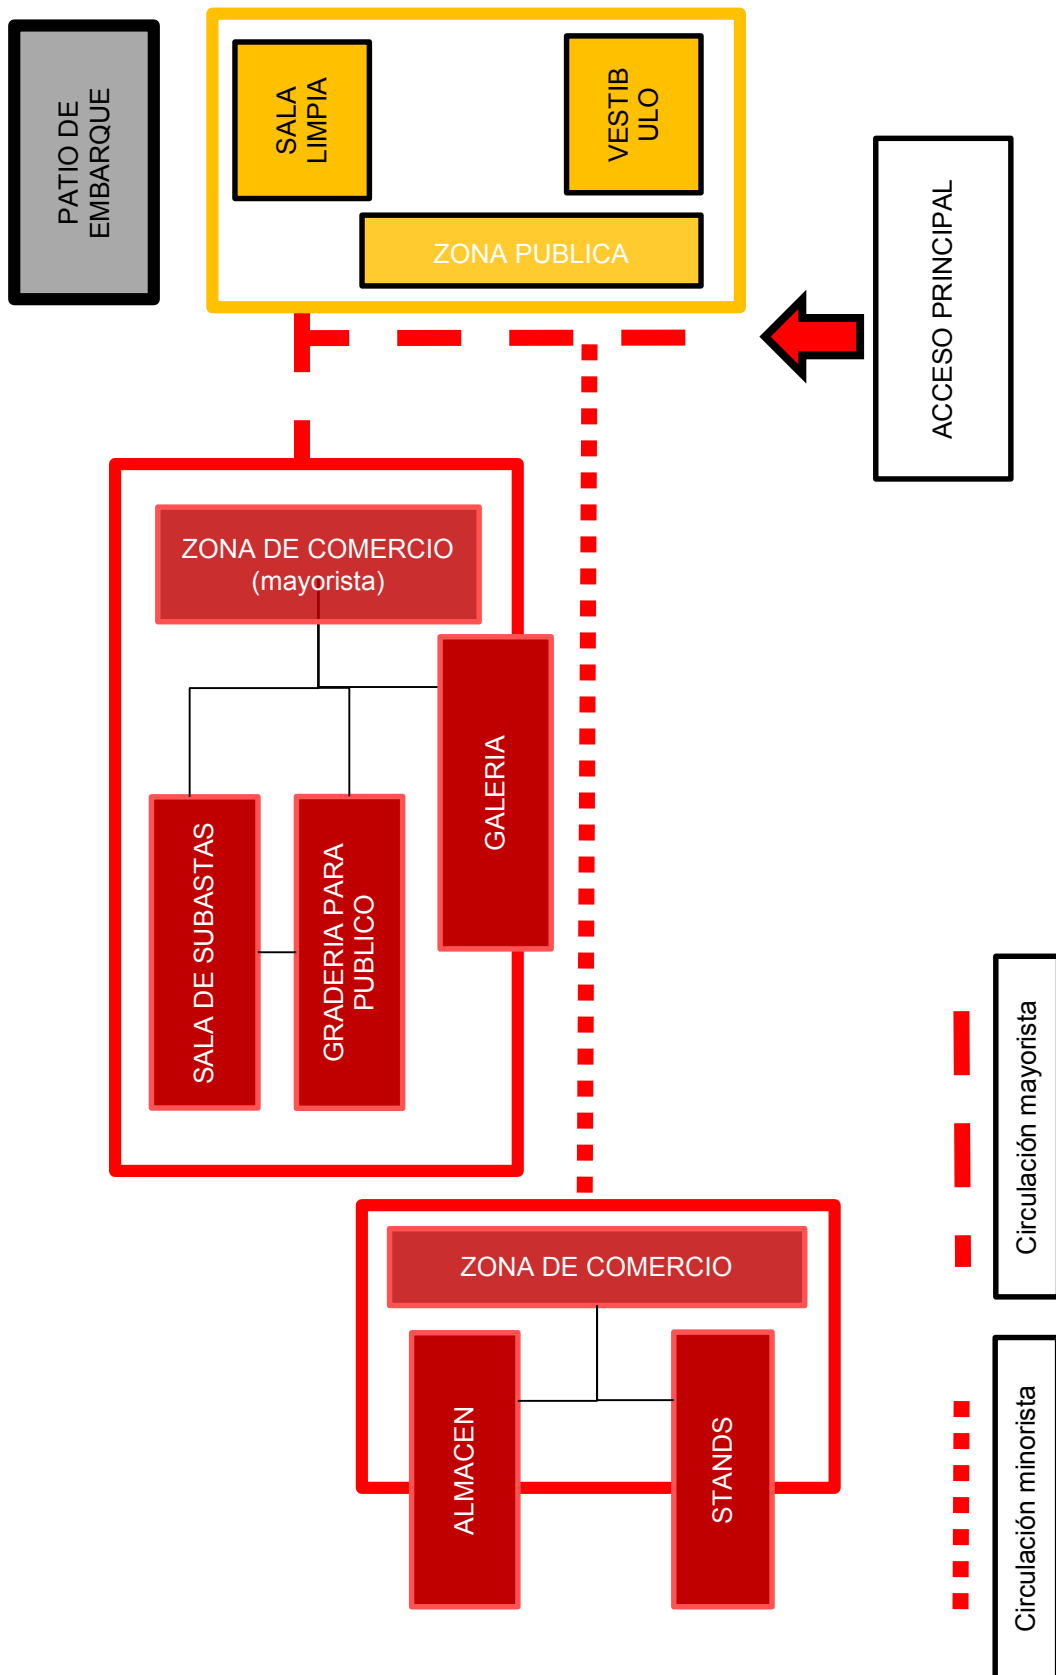 PATIO DE
EMBARQUE
SALA
LIMPIA
VESTIB
ULO
ZONA PUBLICA
ACCESO PRINCIPAL
ZONA DE COMERCIO
(mayorista)
GALERIA
SALA DE SUBASTAS
GRADERIA PARA
PUBLICO
ZONA DE COMERCIO
ALMACEN
STANDS
Circulación mayorista
Circulación minorista